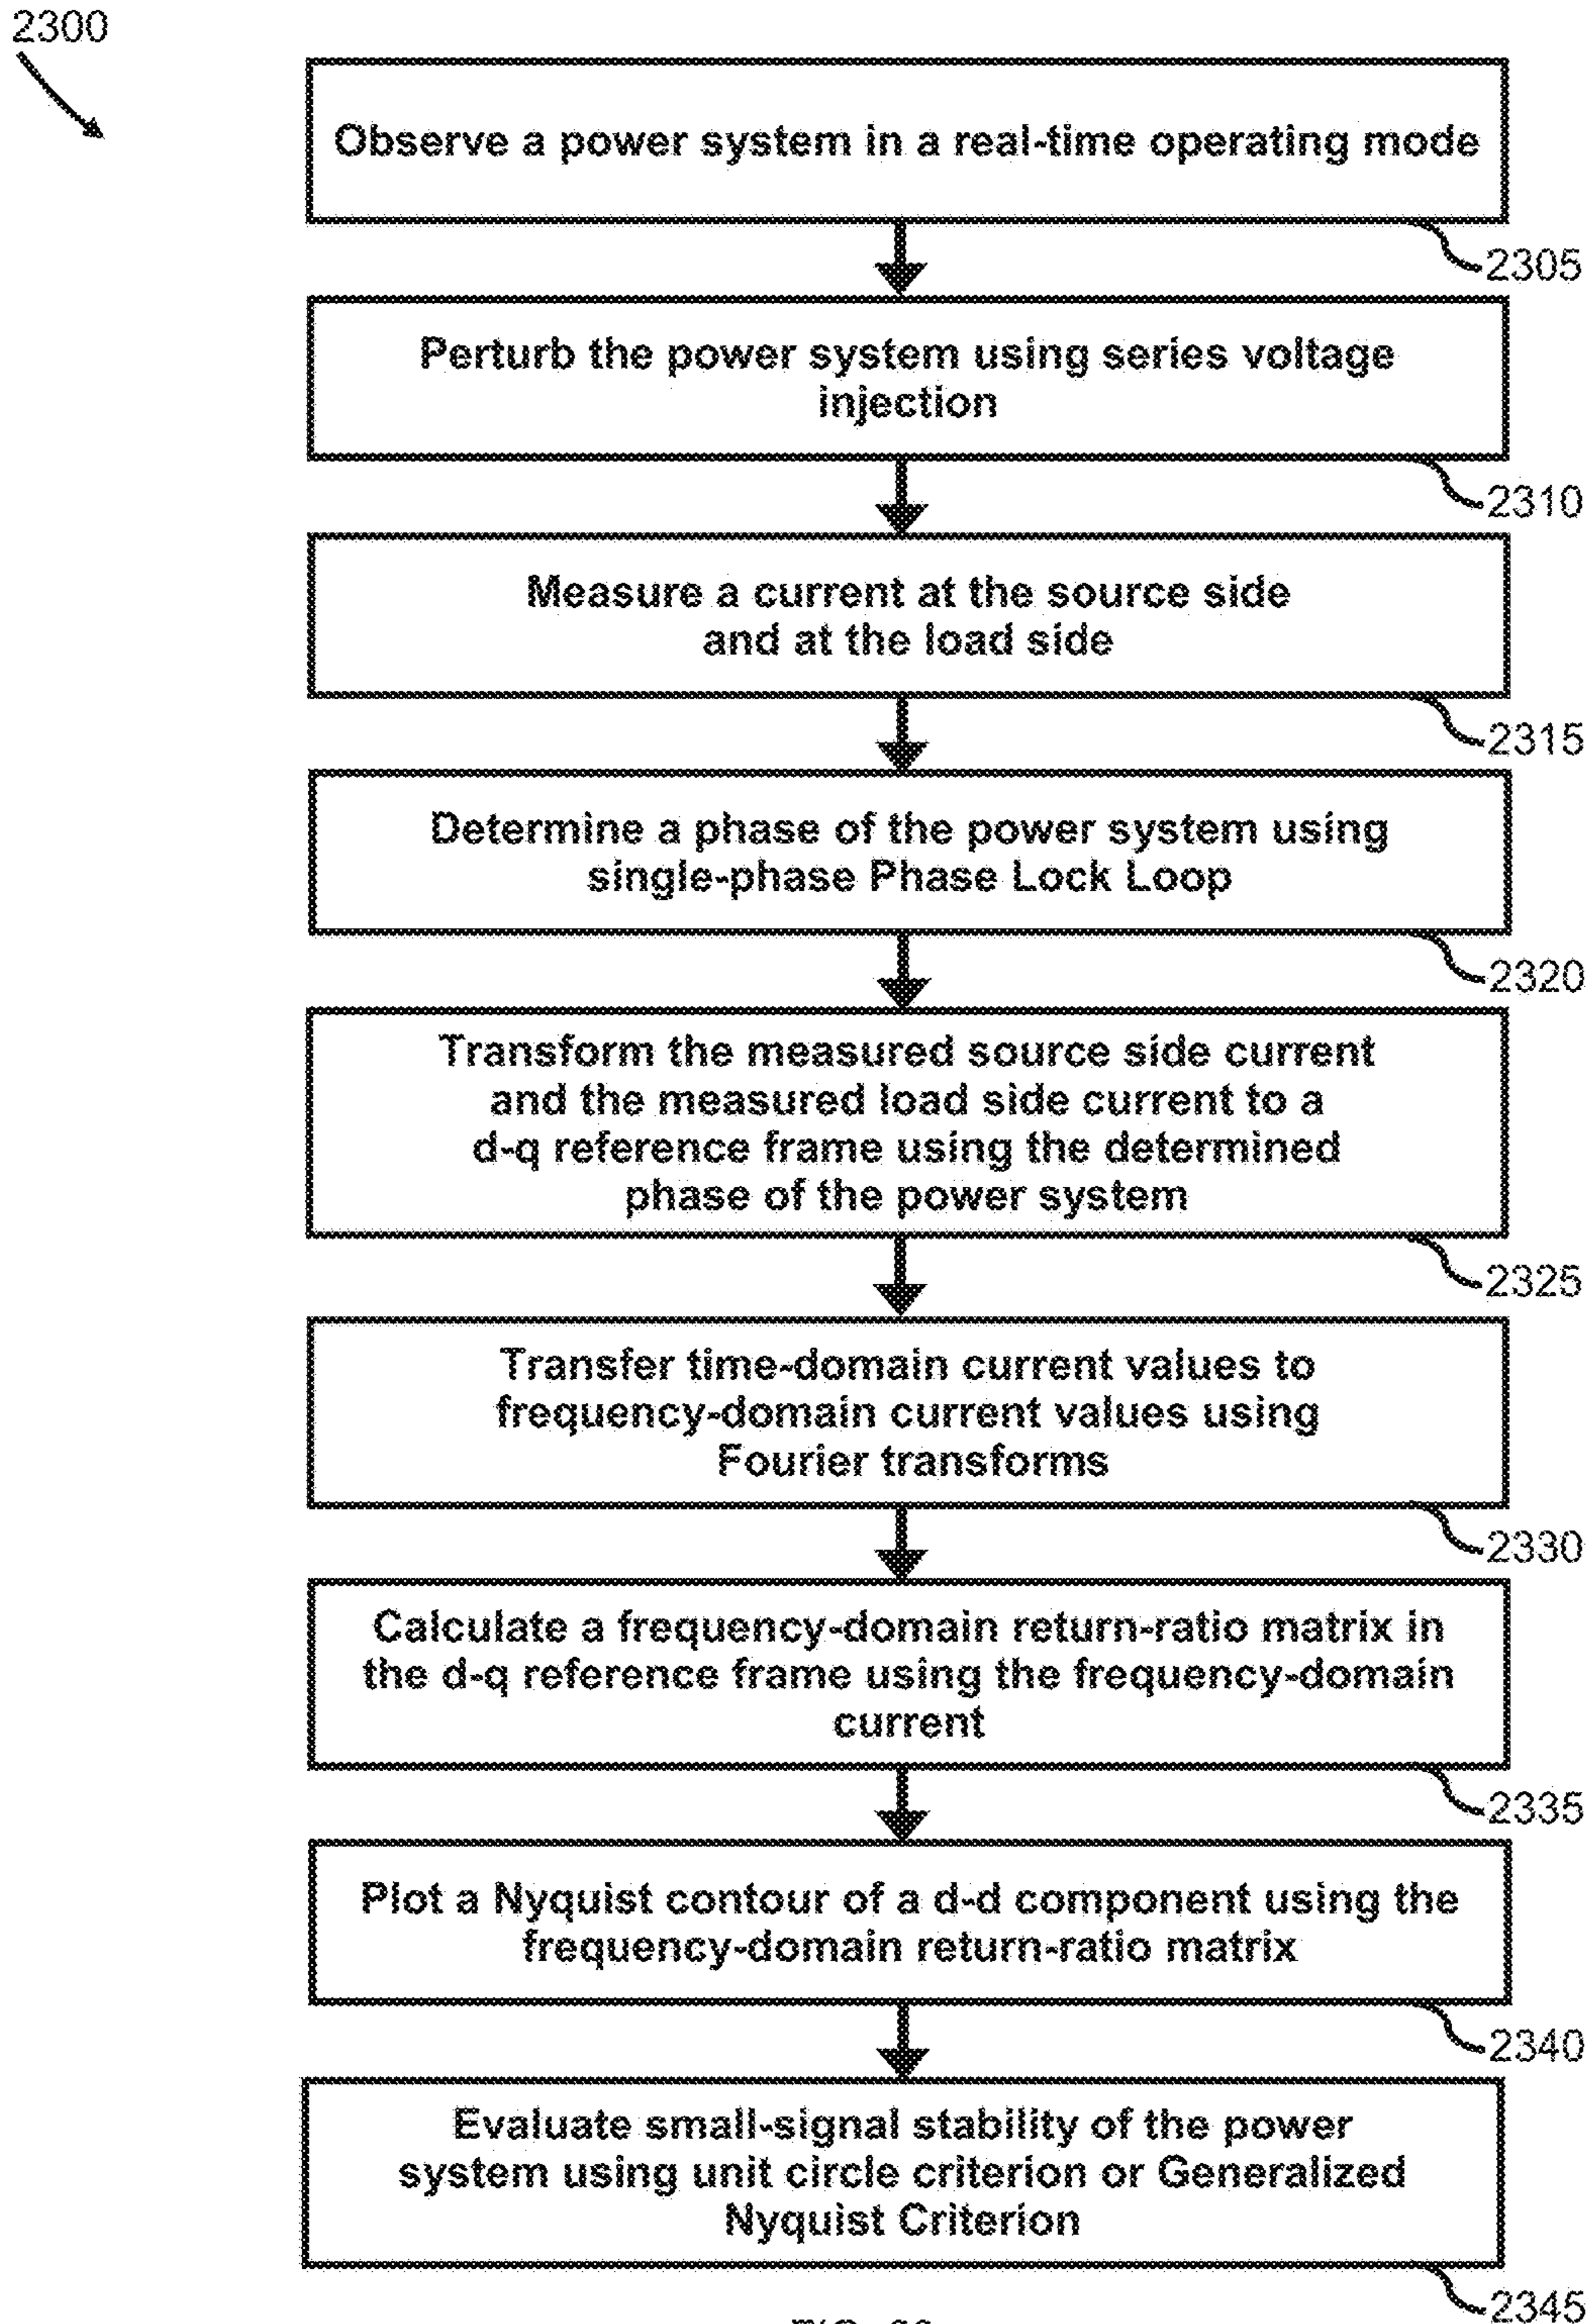 2300
Observe a power system in a real-time operating mode
2305
Perturb the power system using series voltage
injection
2310
Measure a current at the source side
and at the load side
2315
Determine a phase of the power system using
single-phase Phase Lock Loop
2320
Transform the measured source side current
and the measured load side current to a
d-q reference frame using the determined
phase of the power system
2325
Transfer time-domain current values to
frequency-domain current values using
Fourier transforms
2330
Calculate a frequency-domain return-ratio matrix in
the d-q reference frame using the frequency-domain
current
2335
Plot a Nyquist contour of a d-d component using the
frequency-domain return-ratio matrix
2340
Evaluate small-signal stability of the power
system using unit circle criterion or Generalized
Nyquist Criterion
2345